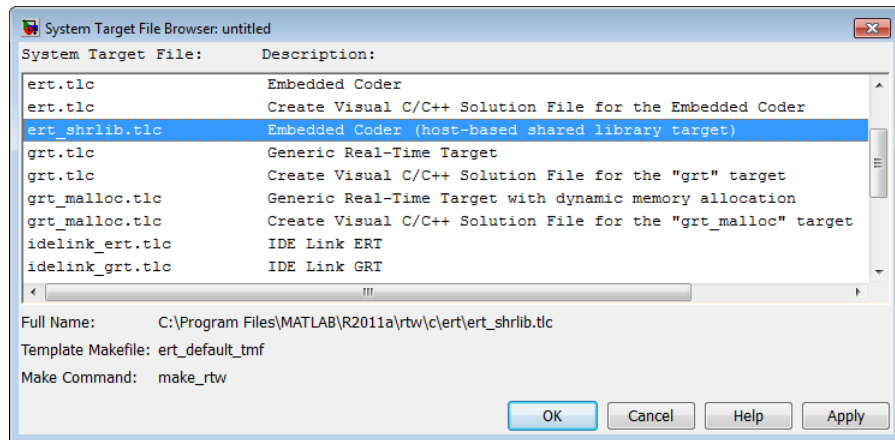 System Target File Browser: untitled
System Target File: Description:
ert.tlc Embedded Coder
ert.tlc Create Visual C/C++ Solution File for the Embedded Coder
ert_shrlib.tlc Embedded Coder (host-based shared library target)
grt.tlc Generic Real-Time Target
grt.tlc Create Visual C/C++ Solution File for the "grt" target
grt_malloc.tlc Generic Real-Time Target with dynamic memory allocation
grt_malloc.tlc Create Visual C/C++ Solution File for the "grt_malloc" target
idelink_ert.tlc IDE Link ERT
idelink_grt.tlc IDE Link GRT
Full Name: C:\Program Files\MATLAB\R2011a\rtw\c\ert\ert_shrlib.tlc
Template Makefile: ert_default_tmf
Make Command: make_rtw
OK Cancel Help Apply